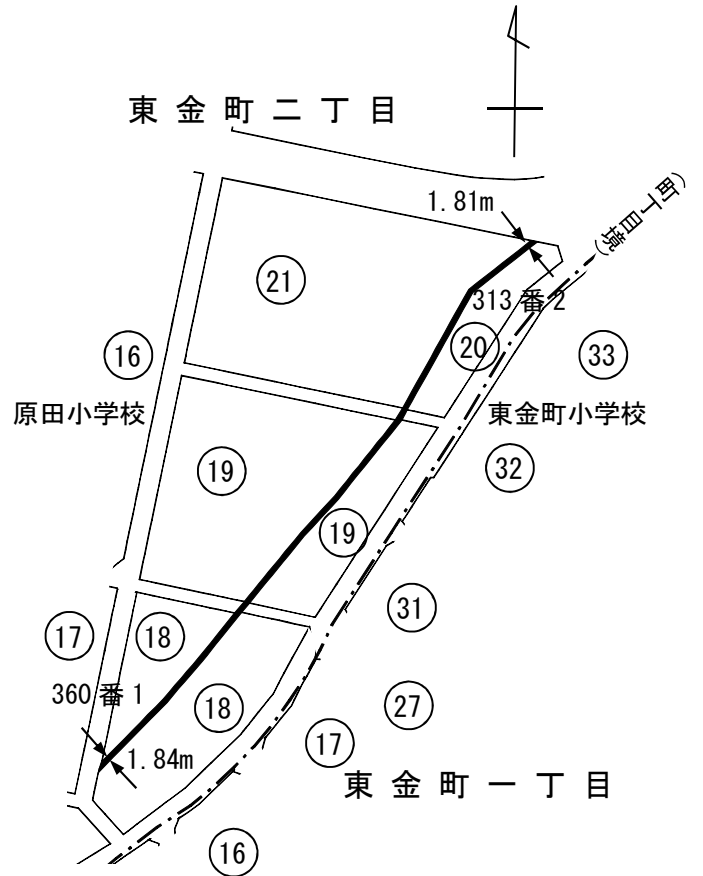 東金町二丁目
1.81m
(町丁目境)
21
313番2
20
16
33
原田小学校
東金町小学校
19
32
19
31
17
18
360番1
18
27
17
1.84m
東金町一丁目
16